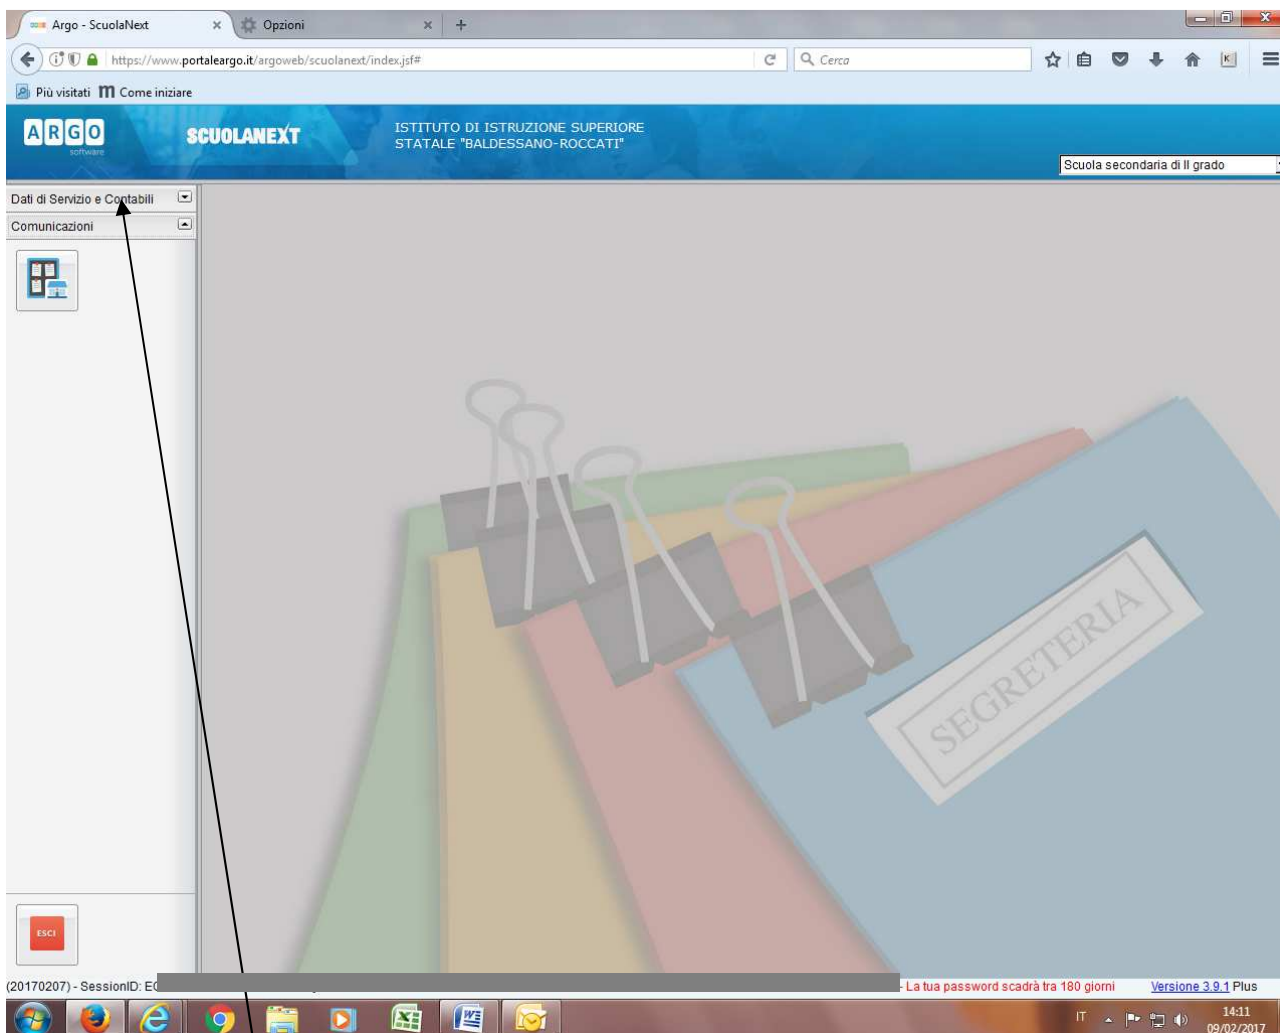 Argo - ScuolaNext
Opzioni
https://www.portaleargo.it/argoweb/scuolanext/index.jsf#
Cerca
Più visitati
Come iniziare
ARGO
software
SCUOLANEXT
ISTITUTO DI ISTRUZIONE SUPERIORE
STATALE "BALDESSANO-ROCCATI"
Scuola secondaria di II grado
Dati di Servizio e Contabili
Comunicazioni
SEGRETERIA
ESCI
(20170207) - SessionID: EC
- La tua password scadrà tra 180 giorni
Versione 3.9.1 Plus
IT
14:11
09/02/2017